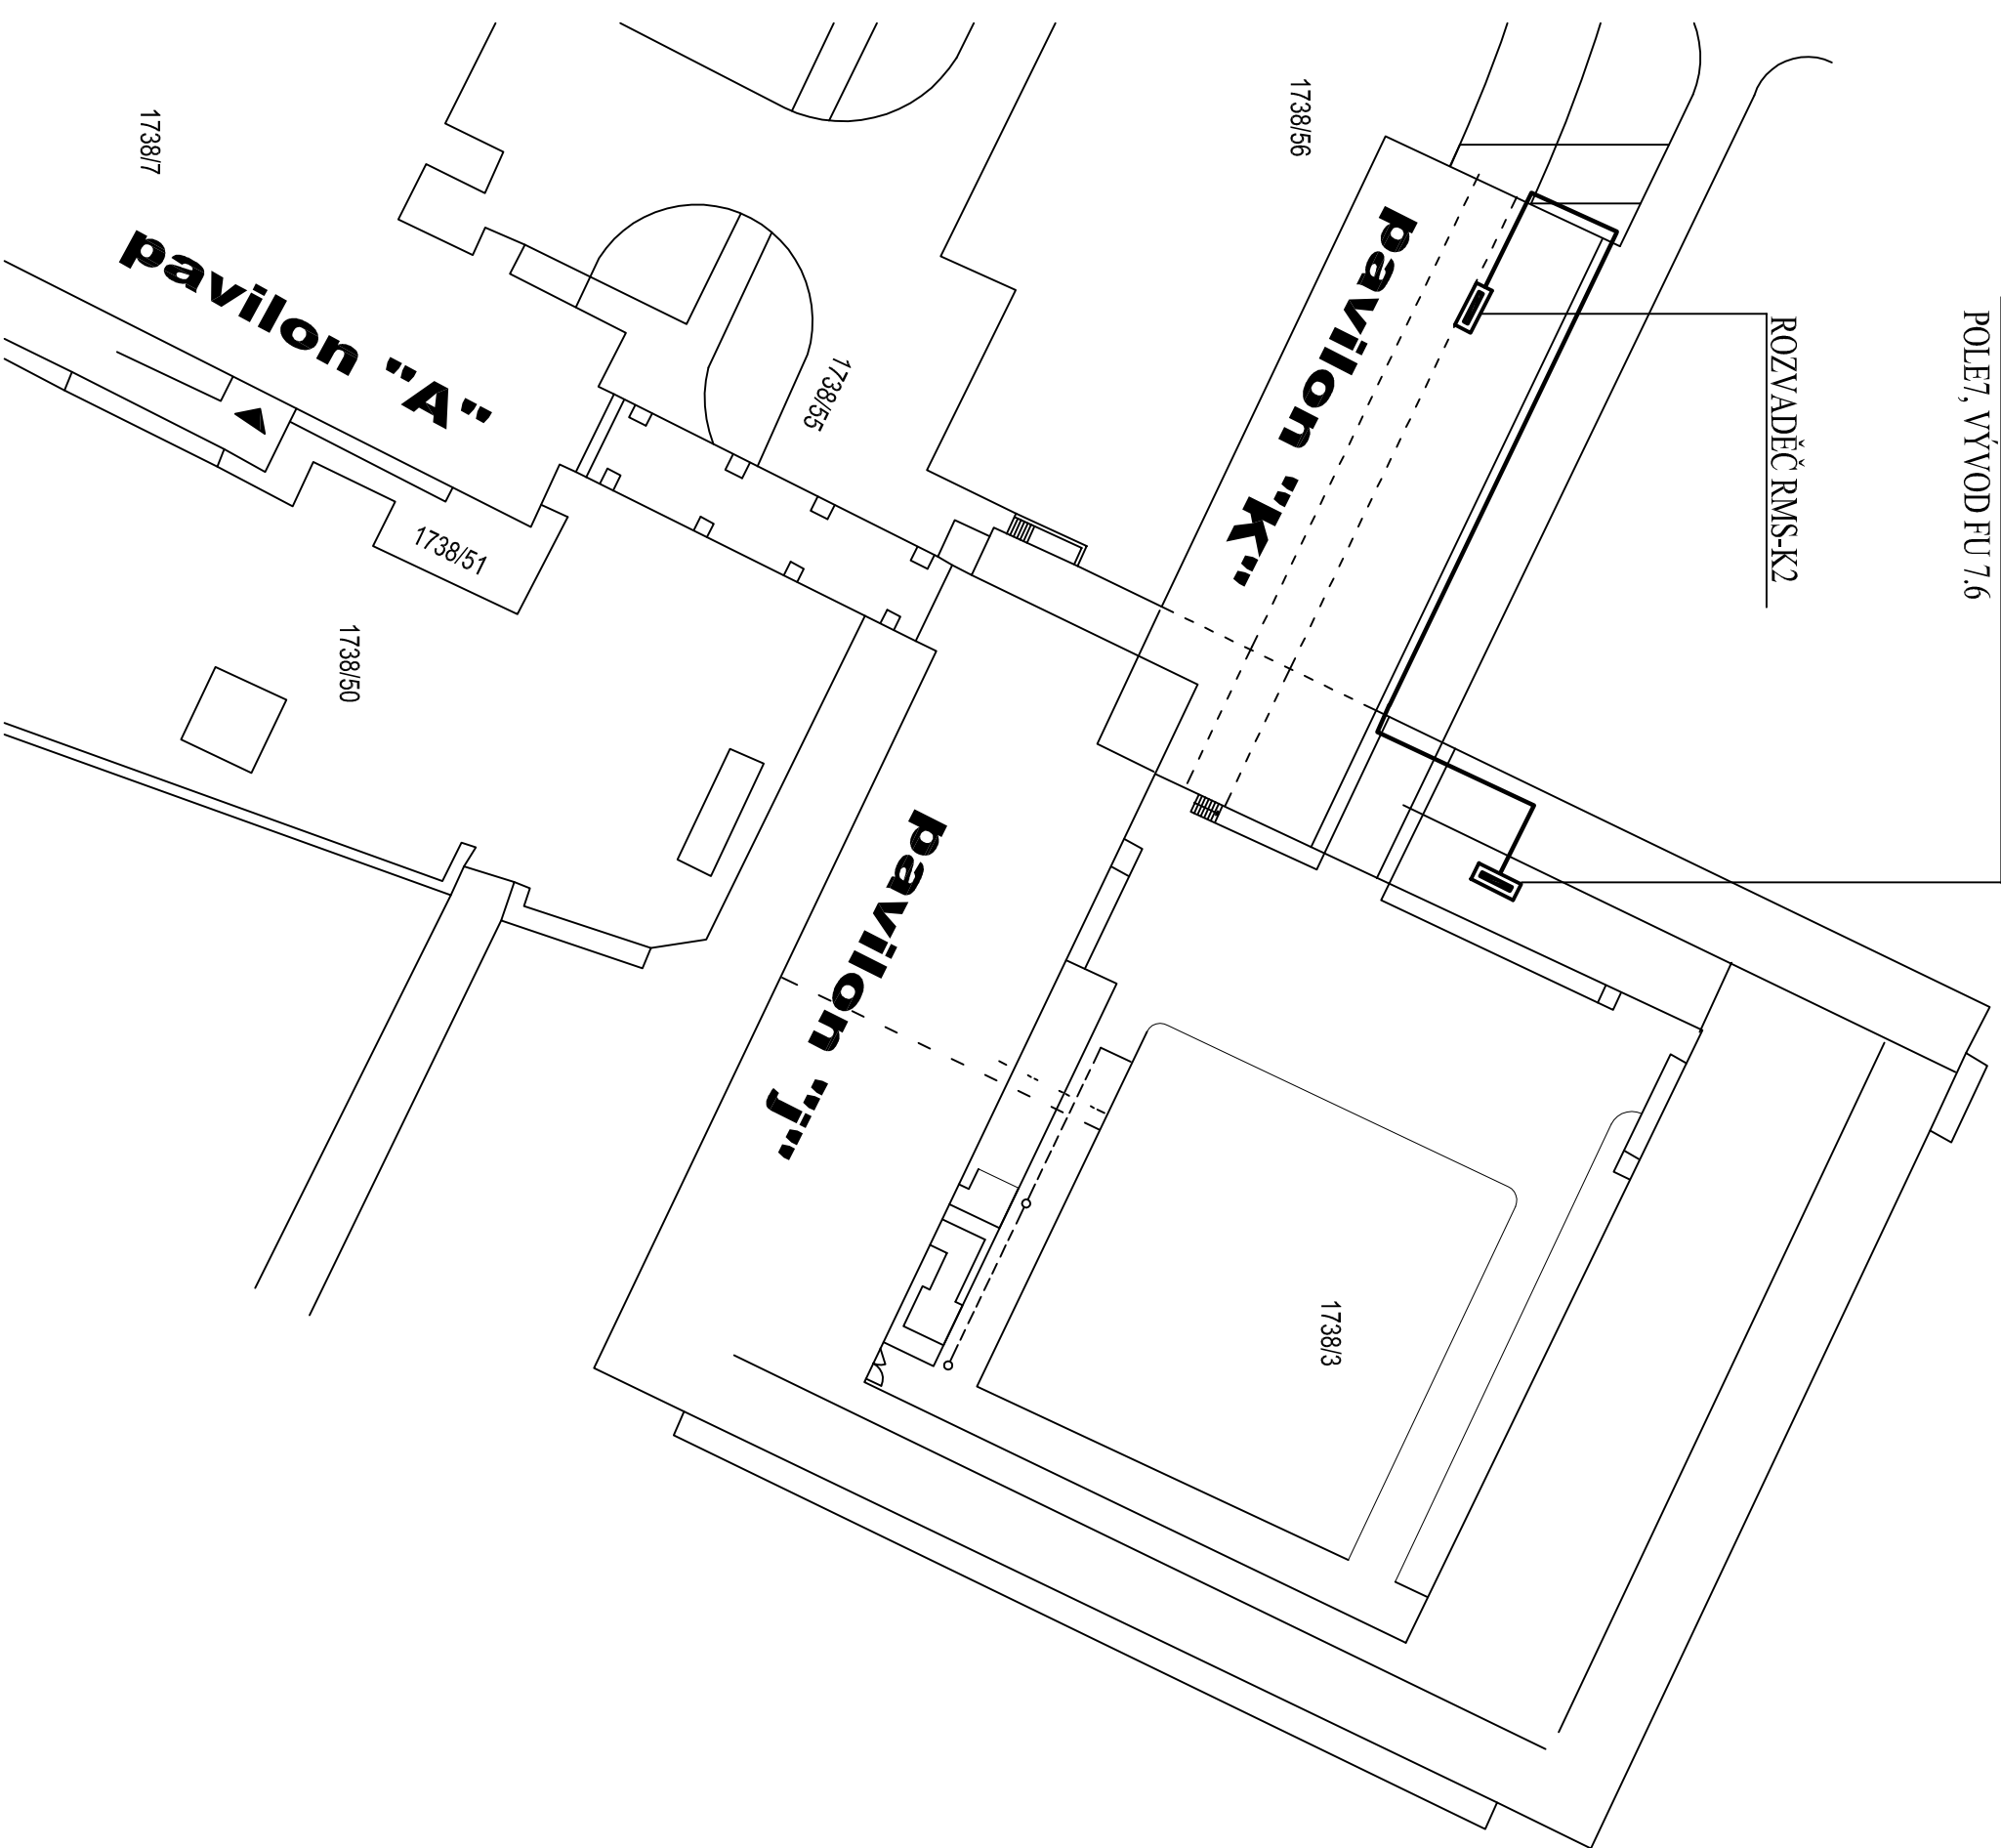 POLE7, VÝVOD FU 7.6
ROZVADĚČ RMS-K2
1738/56
pavilon "K"
1738/7
pavilon "A"
1738/55
1738/51
1738/50
pavilon "J"
1738/3